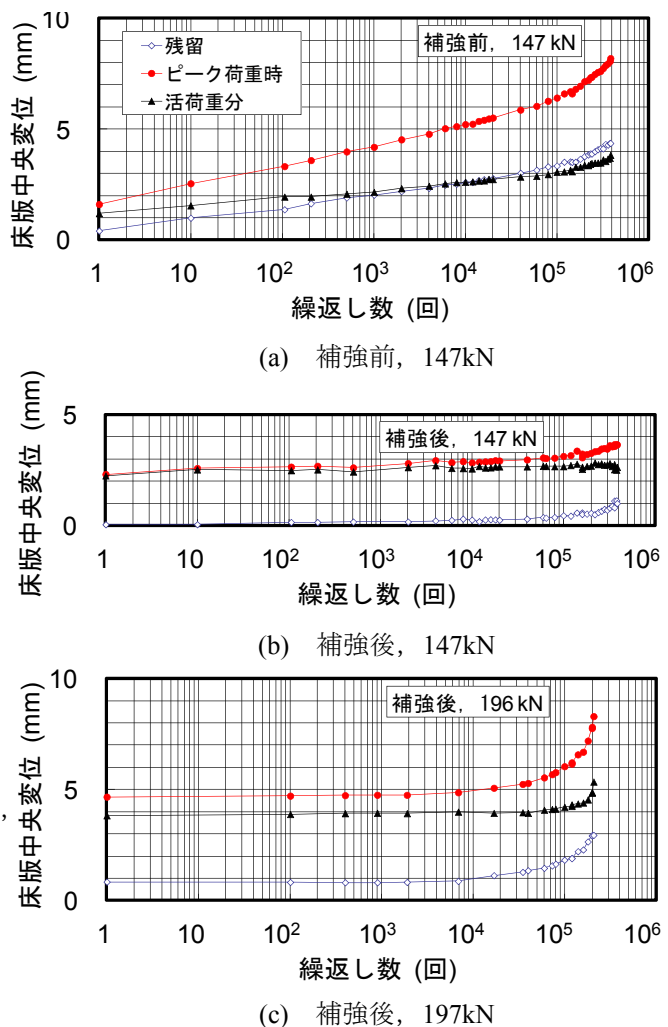 床版中央変位 (mm)
10
5
0
残留
ピーク荷重時
活荷重分
補強前, 147 kN
1 10 10² 10³ 10⁴ 10⁵ 10⁶
繰返し数 (回)
(a) 補強前，147kN
床版中央変位 (mm)
5
0
補強後, 147 kN
1 10 10² 10³ 10⁴ 10⁵ 10⁶
繰返し数 (回)
(b) 補強後，147kN
床版中央変位 (mm)
10
5
0
補強後, 196 kN
1 10 10² 10³ 10⁴ 10⁵ 10⁶
繰返し数 (回)
(c) 補強後，197kN